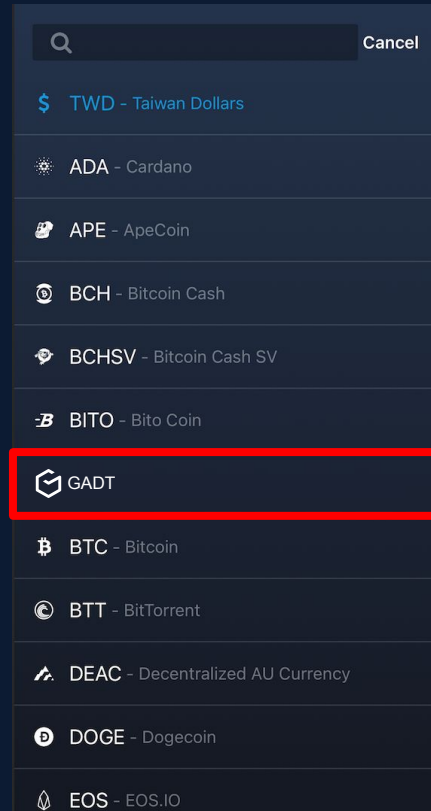 Cancel
$ TWD - Taiwan Dollars
ADA - Cardano
APE - ApeCoin
BCH - Bitcoin Cash
BCHSV - Bitcoin Cash SV
BITO - Bito Coin
GADT
BTC - Bitcoin
BTT - BitTorrent
DEAC - Decentralized AU Currency
DOGE - Dogecoin
EOS - EOS.IO